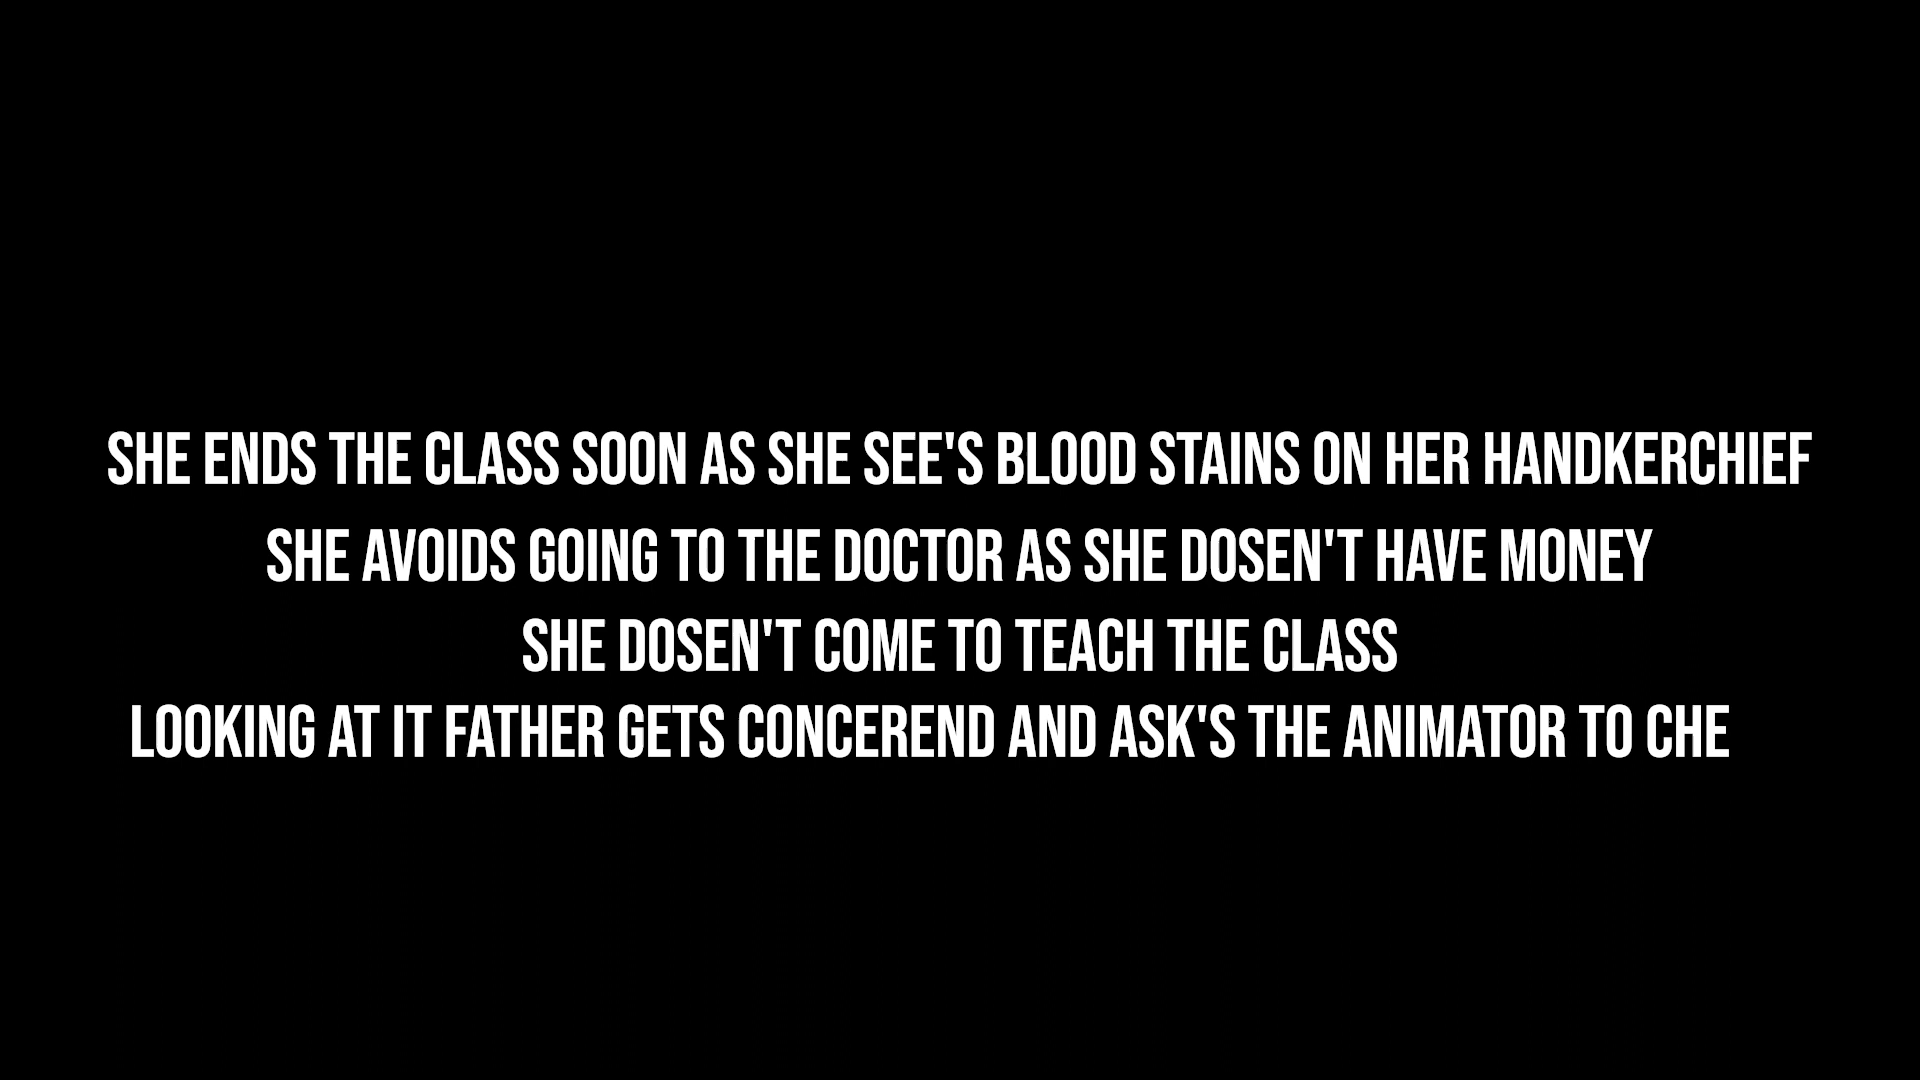 SHE ENDS THE CLASS SOON AS SHE SEE'S BLOOD STAINS ON HER HANDKERCHIEF
SHE AVOIDS GOING TO THE DOCTOR AS SHE DOSEN'T HAVE MONEY
SHE DOSEN'T COME TO TEACH THE CLASS
LOOKING AT IT FATHER GETS CONCEREND AND ASK'S THE ANIMATOR TO CHE